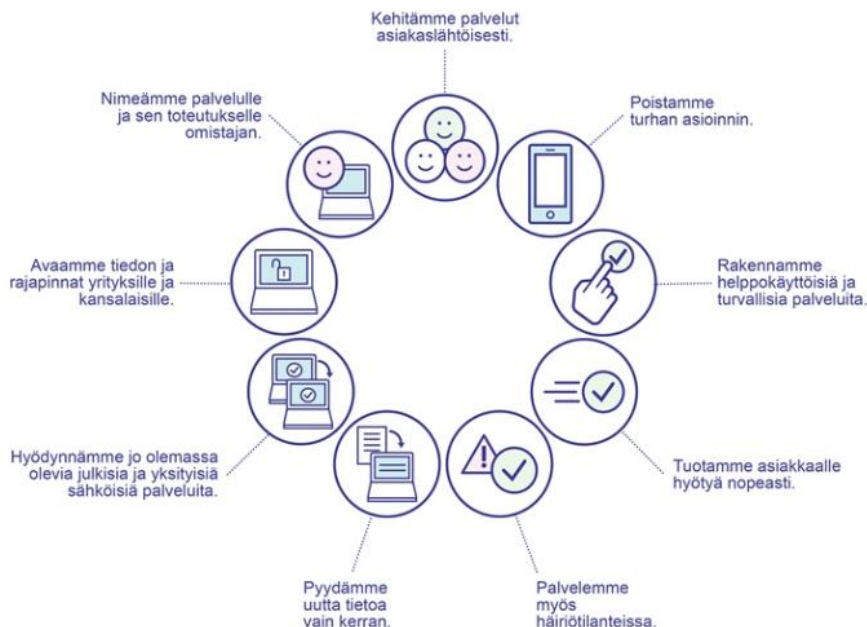 Kehitämme palvelut
asiakaslähtöisesti.
Poistamme
turhan asioinnin.
Rakennamme
helppokäyttöisiä ja
turvallisia palveluita.
Tuotamme asiakkaalle
hyötyä nopeasti.
Palvelemme
myös
häiriötilanteissa.
Pyydämme
uutta tietoa
vain kerran.
Hyödynnämme jo olemassa
olevia julkisia ja yksityisiä
sähköisiä palveluita.
Avaamme tiedon ja
rajapinnat yrityksille ja
kansalaisille.
Nimeämme palvelulle
ja sen toteutukselle
omistajan.